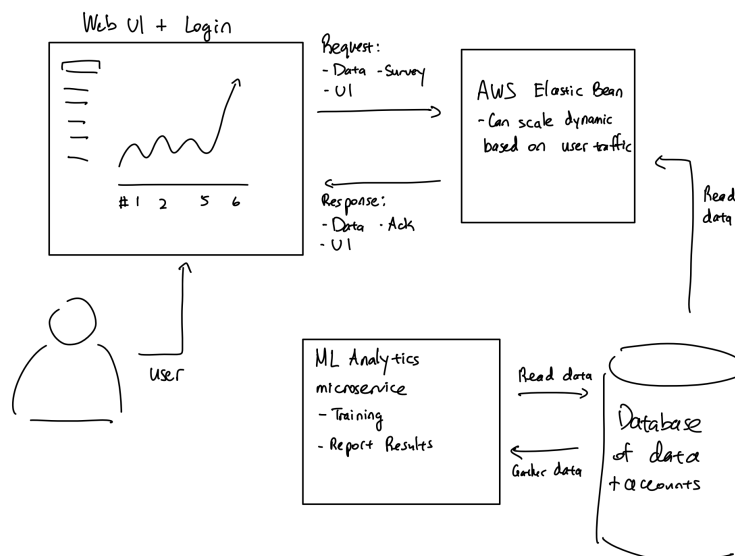 Web UI + Login
#1 2 5 6
Request:
- Data - Survey
- UI
Response:
- Data - Ack
- UI
AWS Elastic Bean
- Can scale dynamic
based on user traffic
Read
data
user
ML Analytics
microservice
- Training
- Report Results
Read data
Gather data
Database
of data
+ accounts